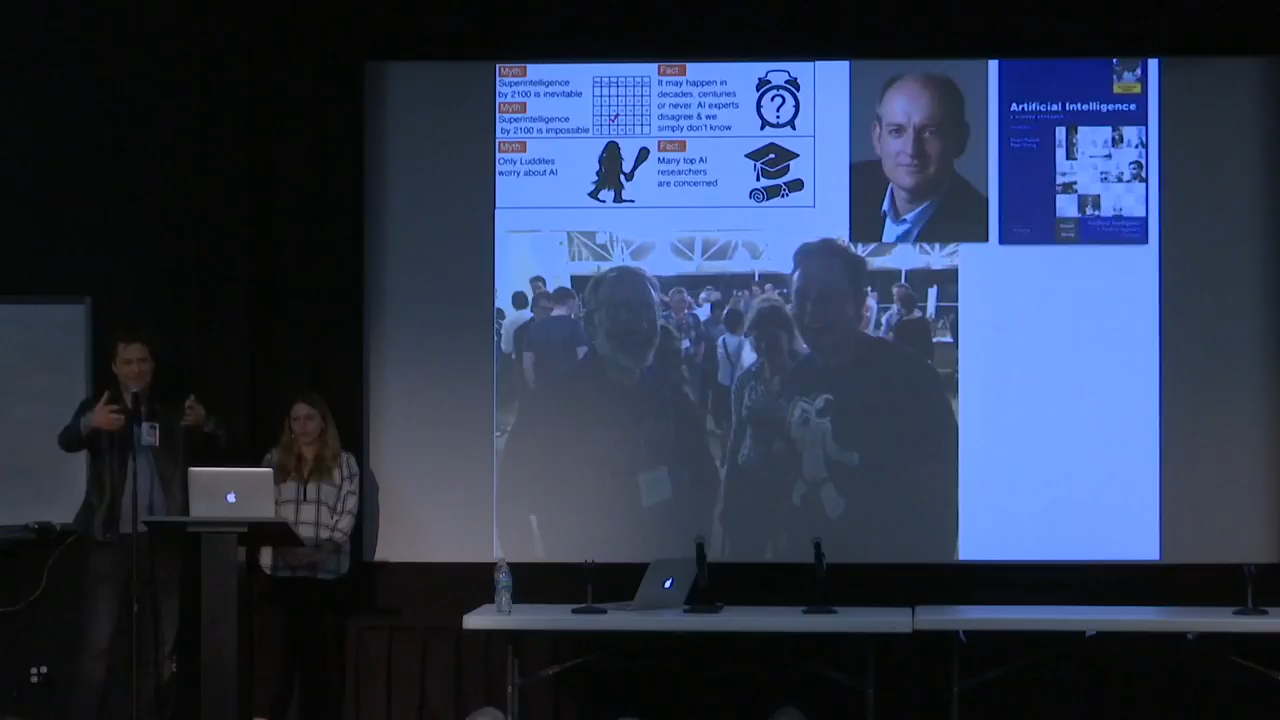 Myth:
Superintelligence
by 2100 is inevitable
Myth:
Superintelligence
by 2100 is impossible
Fact:
It may happen in
decades, centuries
or never: AI experts
disagree & we
simply don't know
?
Myth:
Only Luddites
worry about AI
Fact:
Many top AI
researchers
are concerned
Artificial Intelligence